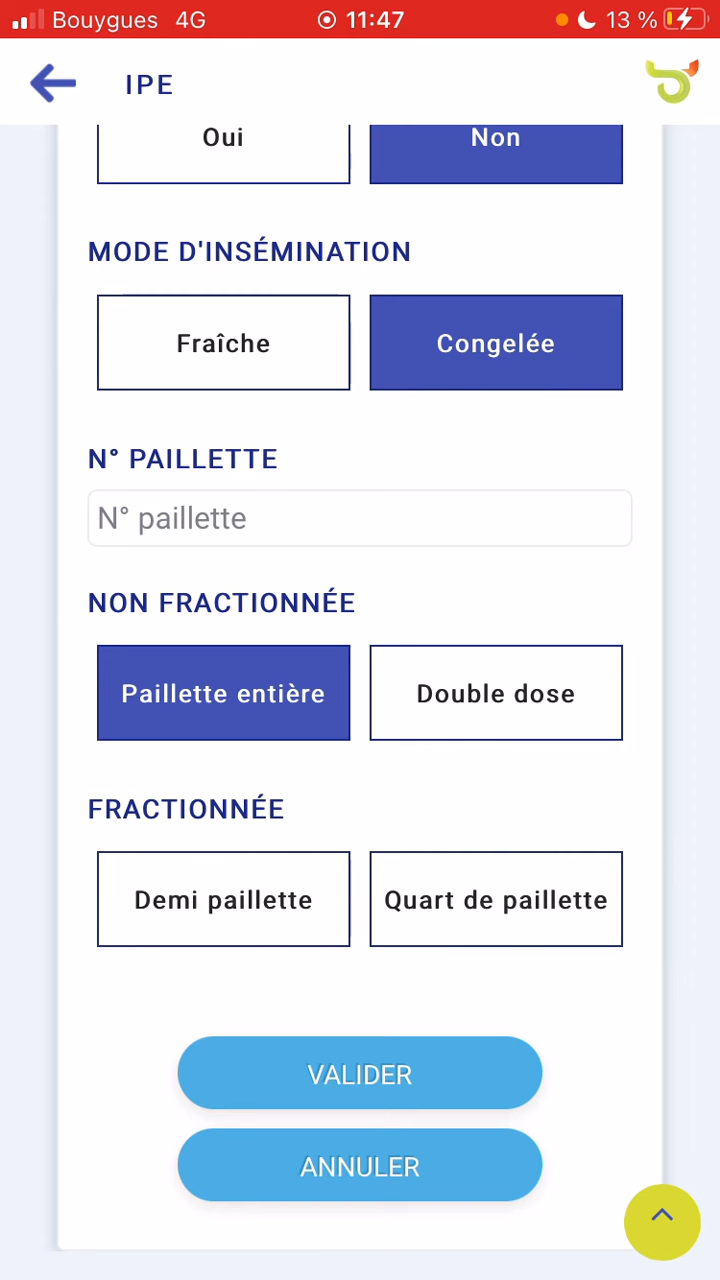 Bouygues 4G 11:47 13 %
IPE
Oui Non
MODE D'INSÉMINATION
Fraîche Congelée
N° PAILLETTE
N° paillette
NON FRACTIONNÉE
Paillette entière Double dose
FRACTIONNÉE
Demi paillette Quart de paillette
VALIDER
ANNULER